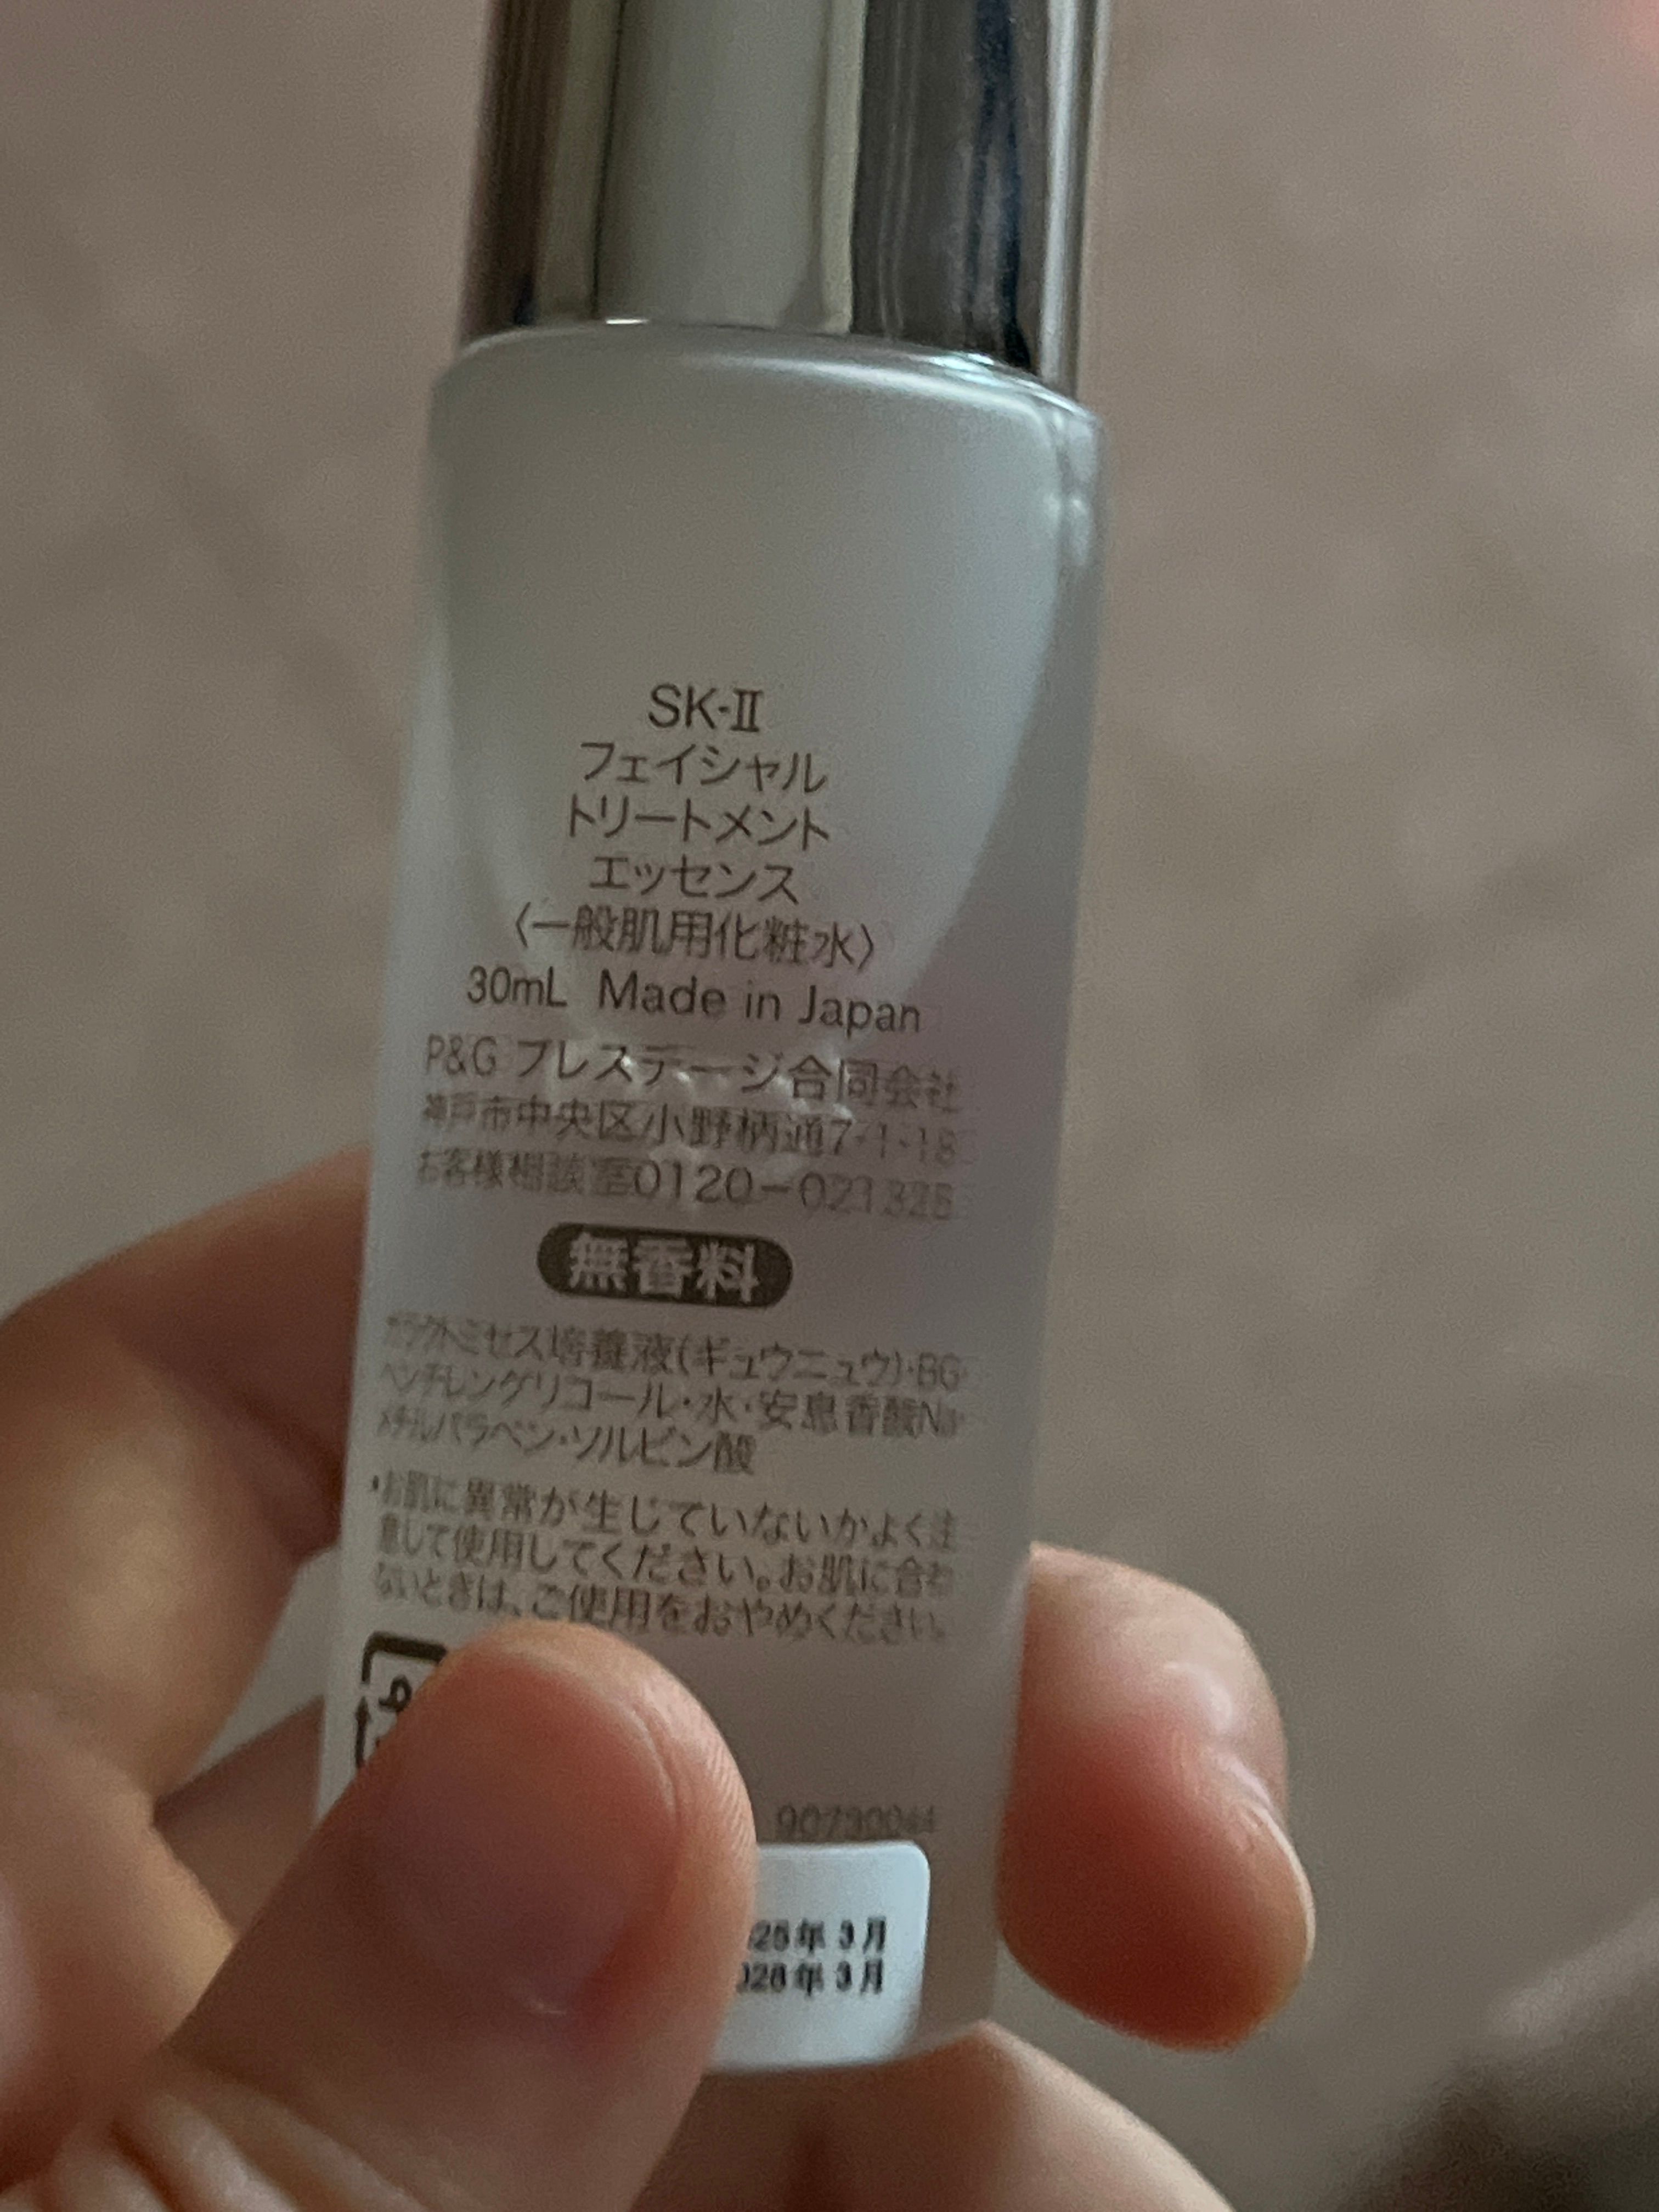 SK-II
フェイシャル
トリートメント
エッセンス
〈一般肌用化粧水〉
30mL Made in Japan
P&G プレステージ合同会社
神戸市中央区小野柄通7-1-18
お客様相談室0120-021325
無香料
ガラクトミセス培養液(ギュウニュウ)・BG・
ペンチレングリコール・水・安息香酸Na・
メチルパラベン・ソルビン酸
・お肌に異常が生じていないかよく注
意して使用してください。お肌に合わ
ないときは、ご使用をおやめください。
90730044
25年 3月
028年 3月